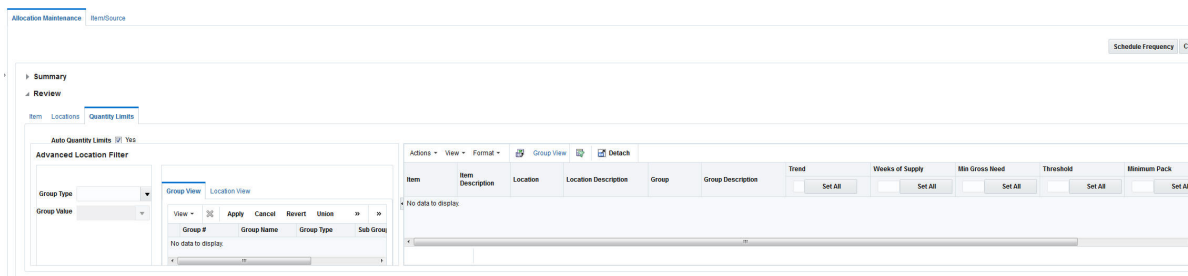 Allocation Maintenance Item/Source
Schedule Frequency
Summary
Review
Item Locations Quantity Limits
Auto Quantity Limits Yes
Advanced Location Filter
Group Type
Group Value
Group View Location View
View Apply Cancel Revert Union » »
Group # Group Name Group Type Sub Group
No data to display.
Actions View Format Group View Detach
Item Item Description Location Location Description Group Group Description Trend Weeks of Supply Min Gross Need Threshold Minimum Pack
Set All Set All Set All Set All Set Al
No data to display.